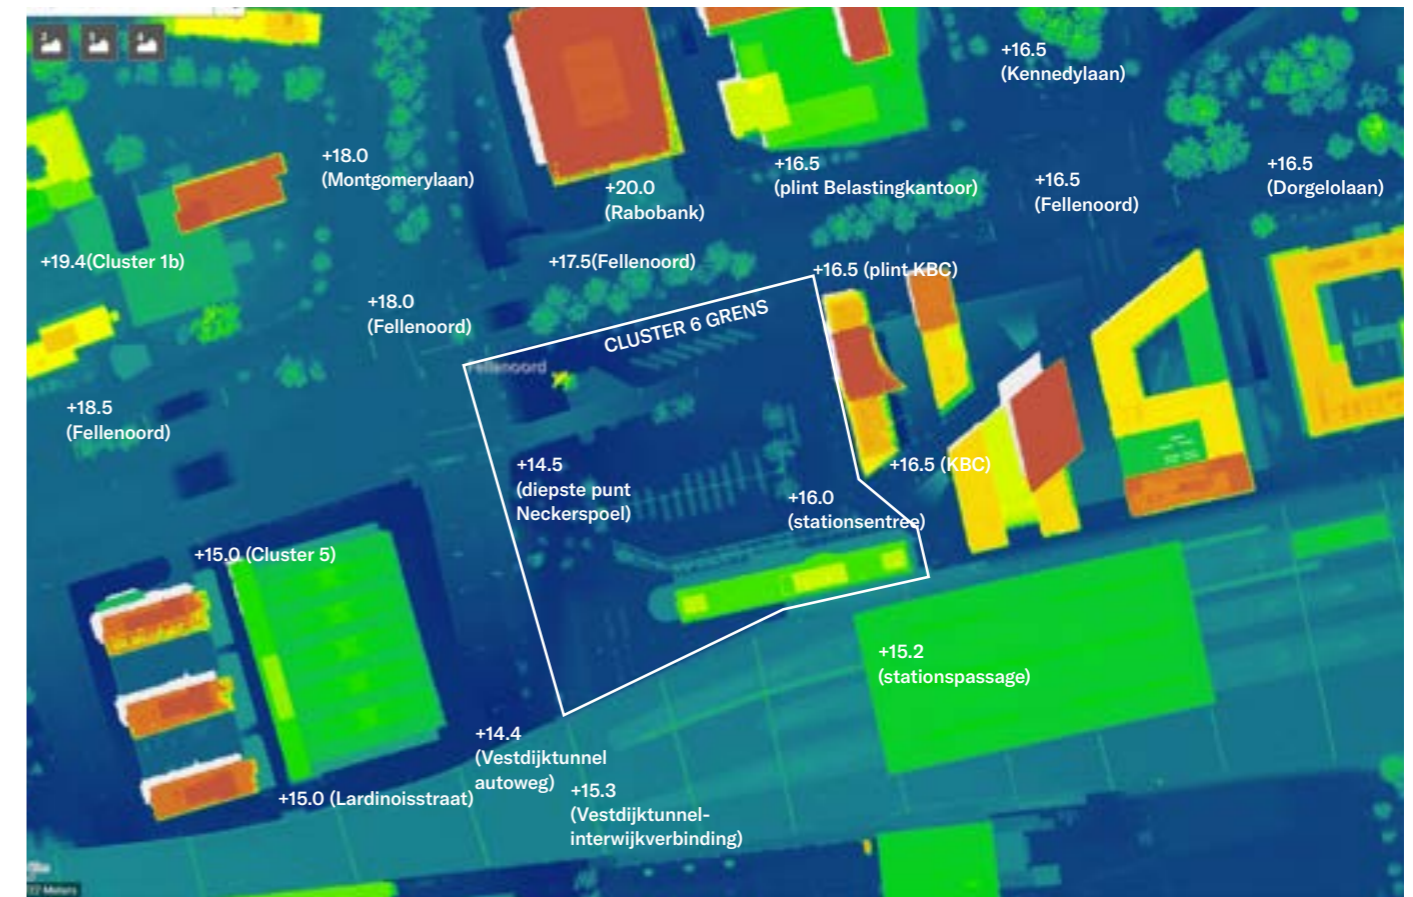 +16.5
(Kennedylaan)
+18.0
(Montgomerylaan)
+20.0
(Rabobank)
+16.5
(plint Belastingkantoor)
+16.5
(Fellenoord)
+16.5
(Dorgelolaan)
+19.4(Cluster 1b)
+17.5(Fellenoord)
+16.5 (plint KBC)
+18.0
(Fellenoord)
CLUSTER 6 GRENS
Fellenoord
+18.5
(Fellenoord)
+14.5
(diepste punt
Neckerspoel)
+16.5 (KBC)
+16.0
(stationsentree)
+15.0 (Cluster 5)
+15.2
(stationspassage)
+14.4
(Vestdijktunnel
autoweg)
+15.3
(Vestdijktunnel-
interwijkverbinding)
+15.0 (Lardinoisstraat)
Meters